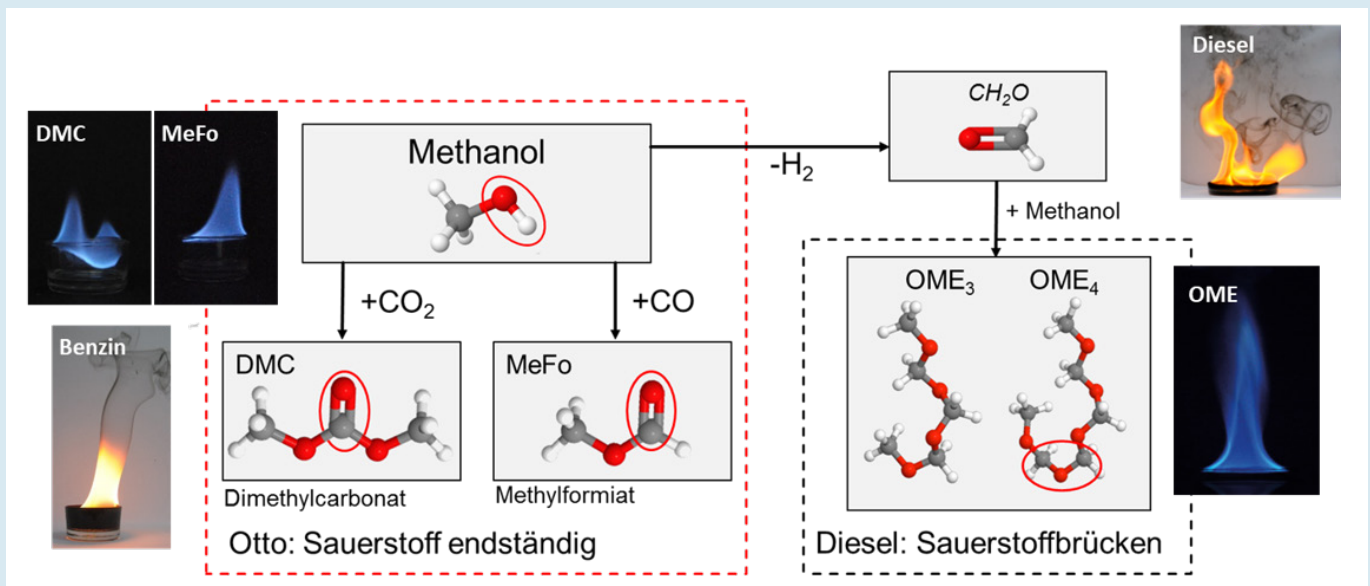 Diesel
CH₂O
DMC
MeFo
Methanol
-H₂
+ Methanol
OME₃
OME₄
OME
+CO₂
+CO
Benzin
DMC
MeFo
Dimethylcarbonat
Methylformiat
Otto: Sauerstoff endständig
Diesel: Sauerstoffbrücken